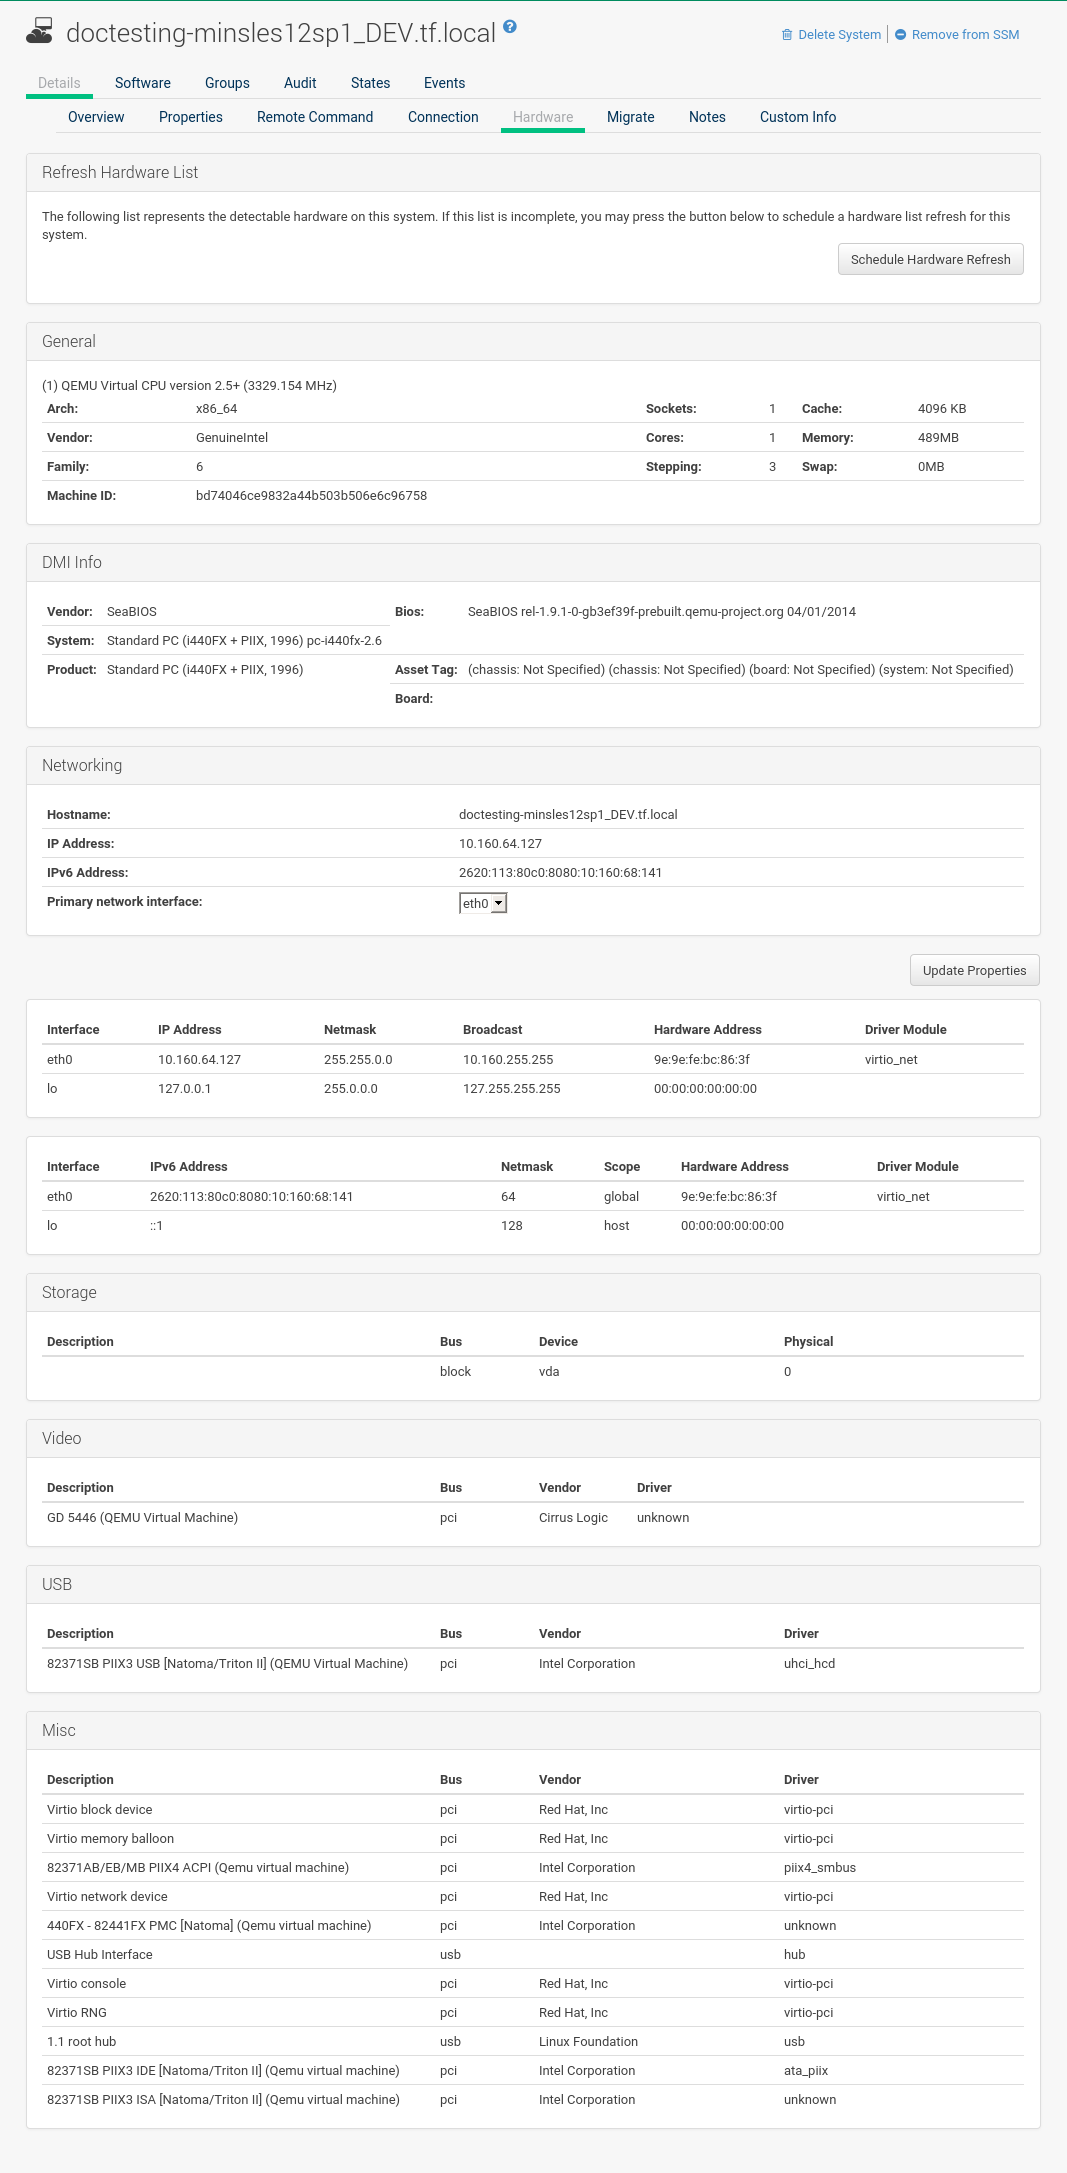 doctesting-minsles12sp1_DEV.tf.local ?
Delete System | Remove from SSM
Details Software Groups Audit States Events
Overview Properties Remote Command Connection Hardware Migrate Notes Custom Info
Refresh Hardware List
The following list represents the detectable hardware on this system. If this list is incomplete, you may press the button below to schedule a hardware list refresh for this
system.
Schedule Hardware Refresh
General
(1) QEMU Virtual CPU version 2.5+ (3329.154 MHz)
Arch: x86_64 Sockets: 1 Cache: 4096 KB
Vendor: GenuineIntel Cores: 1 Memory: 489MB
Family: 6 Stepping: 3 Swap: 0MB
Machine ID: bd74046ce9832a44b503b506e6c96758
DMI Info
Vendor: SeaBIOS Bios: SeaBIOS rel-1.9.1-0-gb3ef39f-prebuilt.qemu-project.org 04/01/2014
System: Standard PC (i440FX + PIIX, 1996) pc-i440fx-2.6
Product: Standard PC (i440FX + PIIX, 1996) Asset Tag: (chassis: Not Specified) (chassis: Not Specified) (board: Not Specified) (system: Not Specified)
Board:
Networking
Hostname: doctesting-minsles12sp1_DEV.tf.local
IP Address: 10.160.64.127
IPv6 Address: 2620:113:80c0:8080:10:160:68:141
Primary network interface: eth0
Update Properties
Interface IP Address Netmask Broadcast Hardware Address Driver Module
eth0 10.160.64.127 255.255.0.0 10.160.255.255 9e:9e:fe:bc:86:3f virtio_net
lo 127.0.0.1 255.0.0.0 127.255.255.255 00:00:00:00:00:00
Interface IPv6 Address Netmask Scope Hardware Address Driver Module
eth0 2620:113:80c0:8080:10:160:68:141 64 global 9e:9e:fe:bc:86:3f virtio_net
lo ::1 128 host 00:00:00:00:00:00
Storage
Description Bus Device Physical
block vda 0
Video
Description Bus Vendor Driver
GD 5446 (QEMU Virtual Machine) pci Cirrus Logic unknown
USB
Description Bus Vendor Driver
82371SB PIIX3 USB [Natoma/Triton II] (QEMU Virtual Machine) pci Intel Corporation uhci_hcd
Misc
Description Bus Vendor Driver
Virtio block device pci Red Hat, Inc virtio-pci
Virtio memory balloon pci Red Hat, Inc virtio-pci
82371AB/EB/MB PIIX4 ACPI (Qemu virtual machine) pci Intel Corporation piix4_smbus
Virtio network device pci Red Hat, Inc virtio-pci
440FX - 82441FX PMC [Natoma] (Qemu virtual machine) pci Intel Corporation unknown
USB Hub Interface usb hub
Virtio console pci Red Hat, Inc virtio-pci
Virtio RNG pci Red Hat, Inc virtio-pci
1.1 root hub usb Linux Foundation usb
82371SB PIIX3 IDE [Natoma/Triton II] (Qemu virtual machine) pci Intel Corporation ata_piix
82371SB PIIX3 ISA [Natoma/Triton II] (Qemu virtual machine) pci Intel Corporation unknown